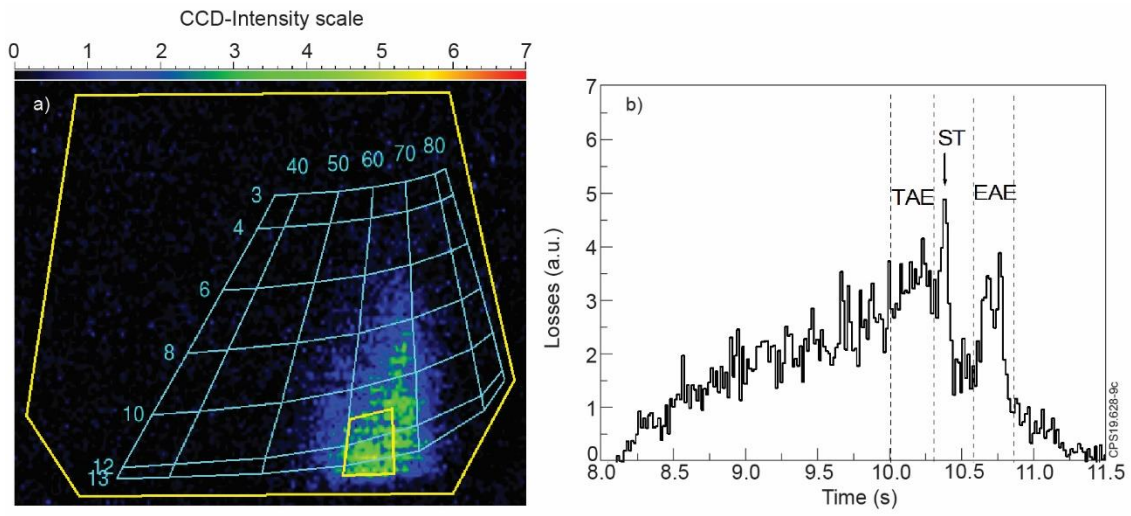 CCD-Intensity scale
0 1 2 3 4 5 6 7
a)
40 50 60 70 80
3
4
6
8
10
12
13
b)
7
6
5
4
3
2
1
0
Losses (a.u.)
ST
TAE
EAE
8.0 8.5 9.0 9.5 10.0 10.5 11.0 11.5
Time (s)
CPS19.628-9c